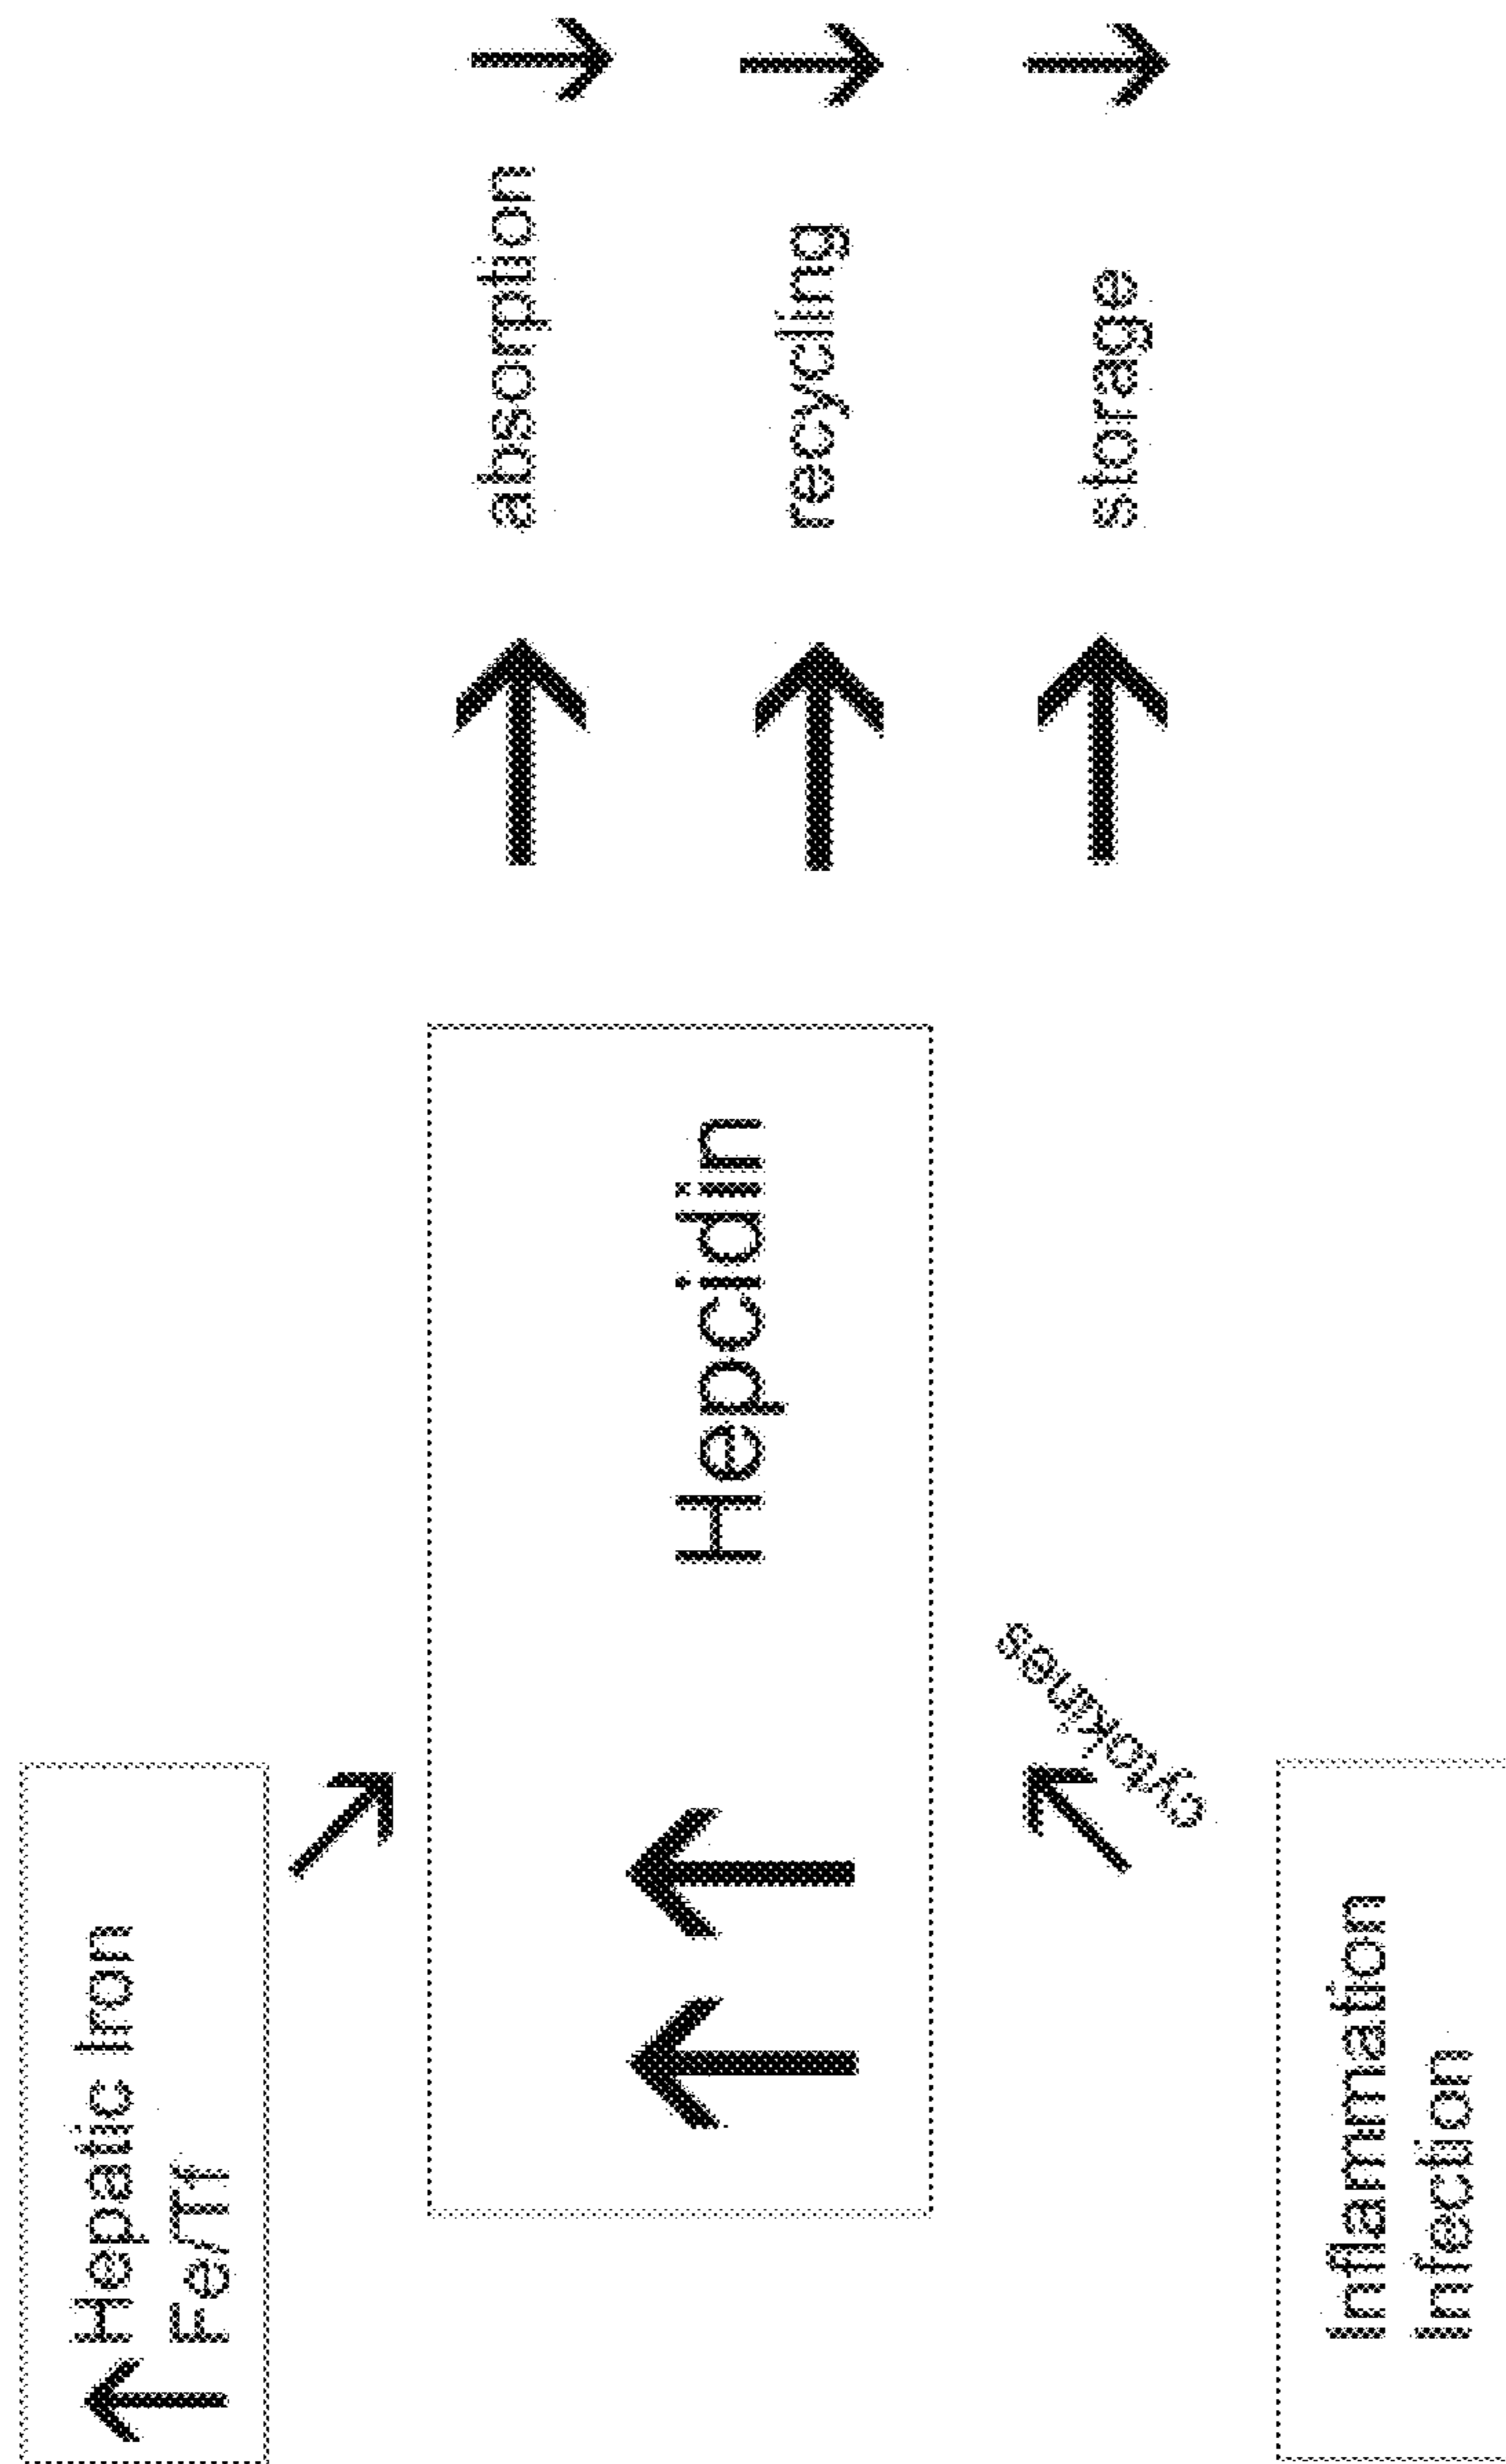 Hepatic Iron
Fe/Tf
Hepcidin
cytokines
Inflammation
Infection
absorption
recycling
storage